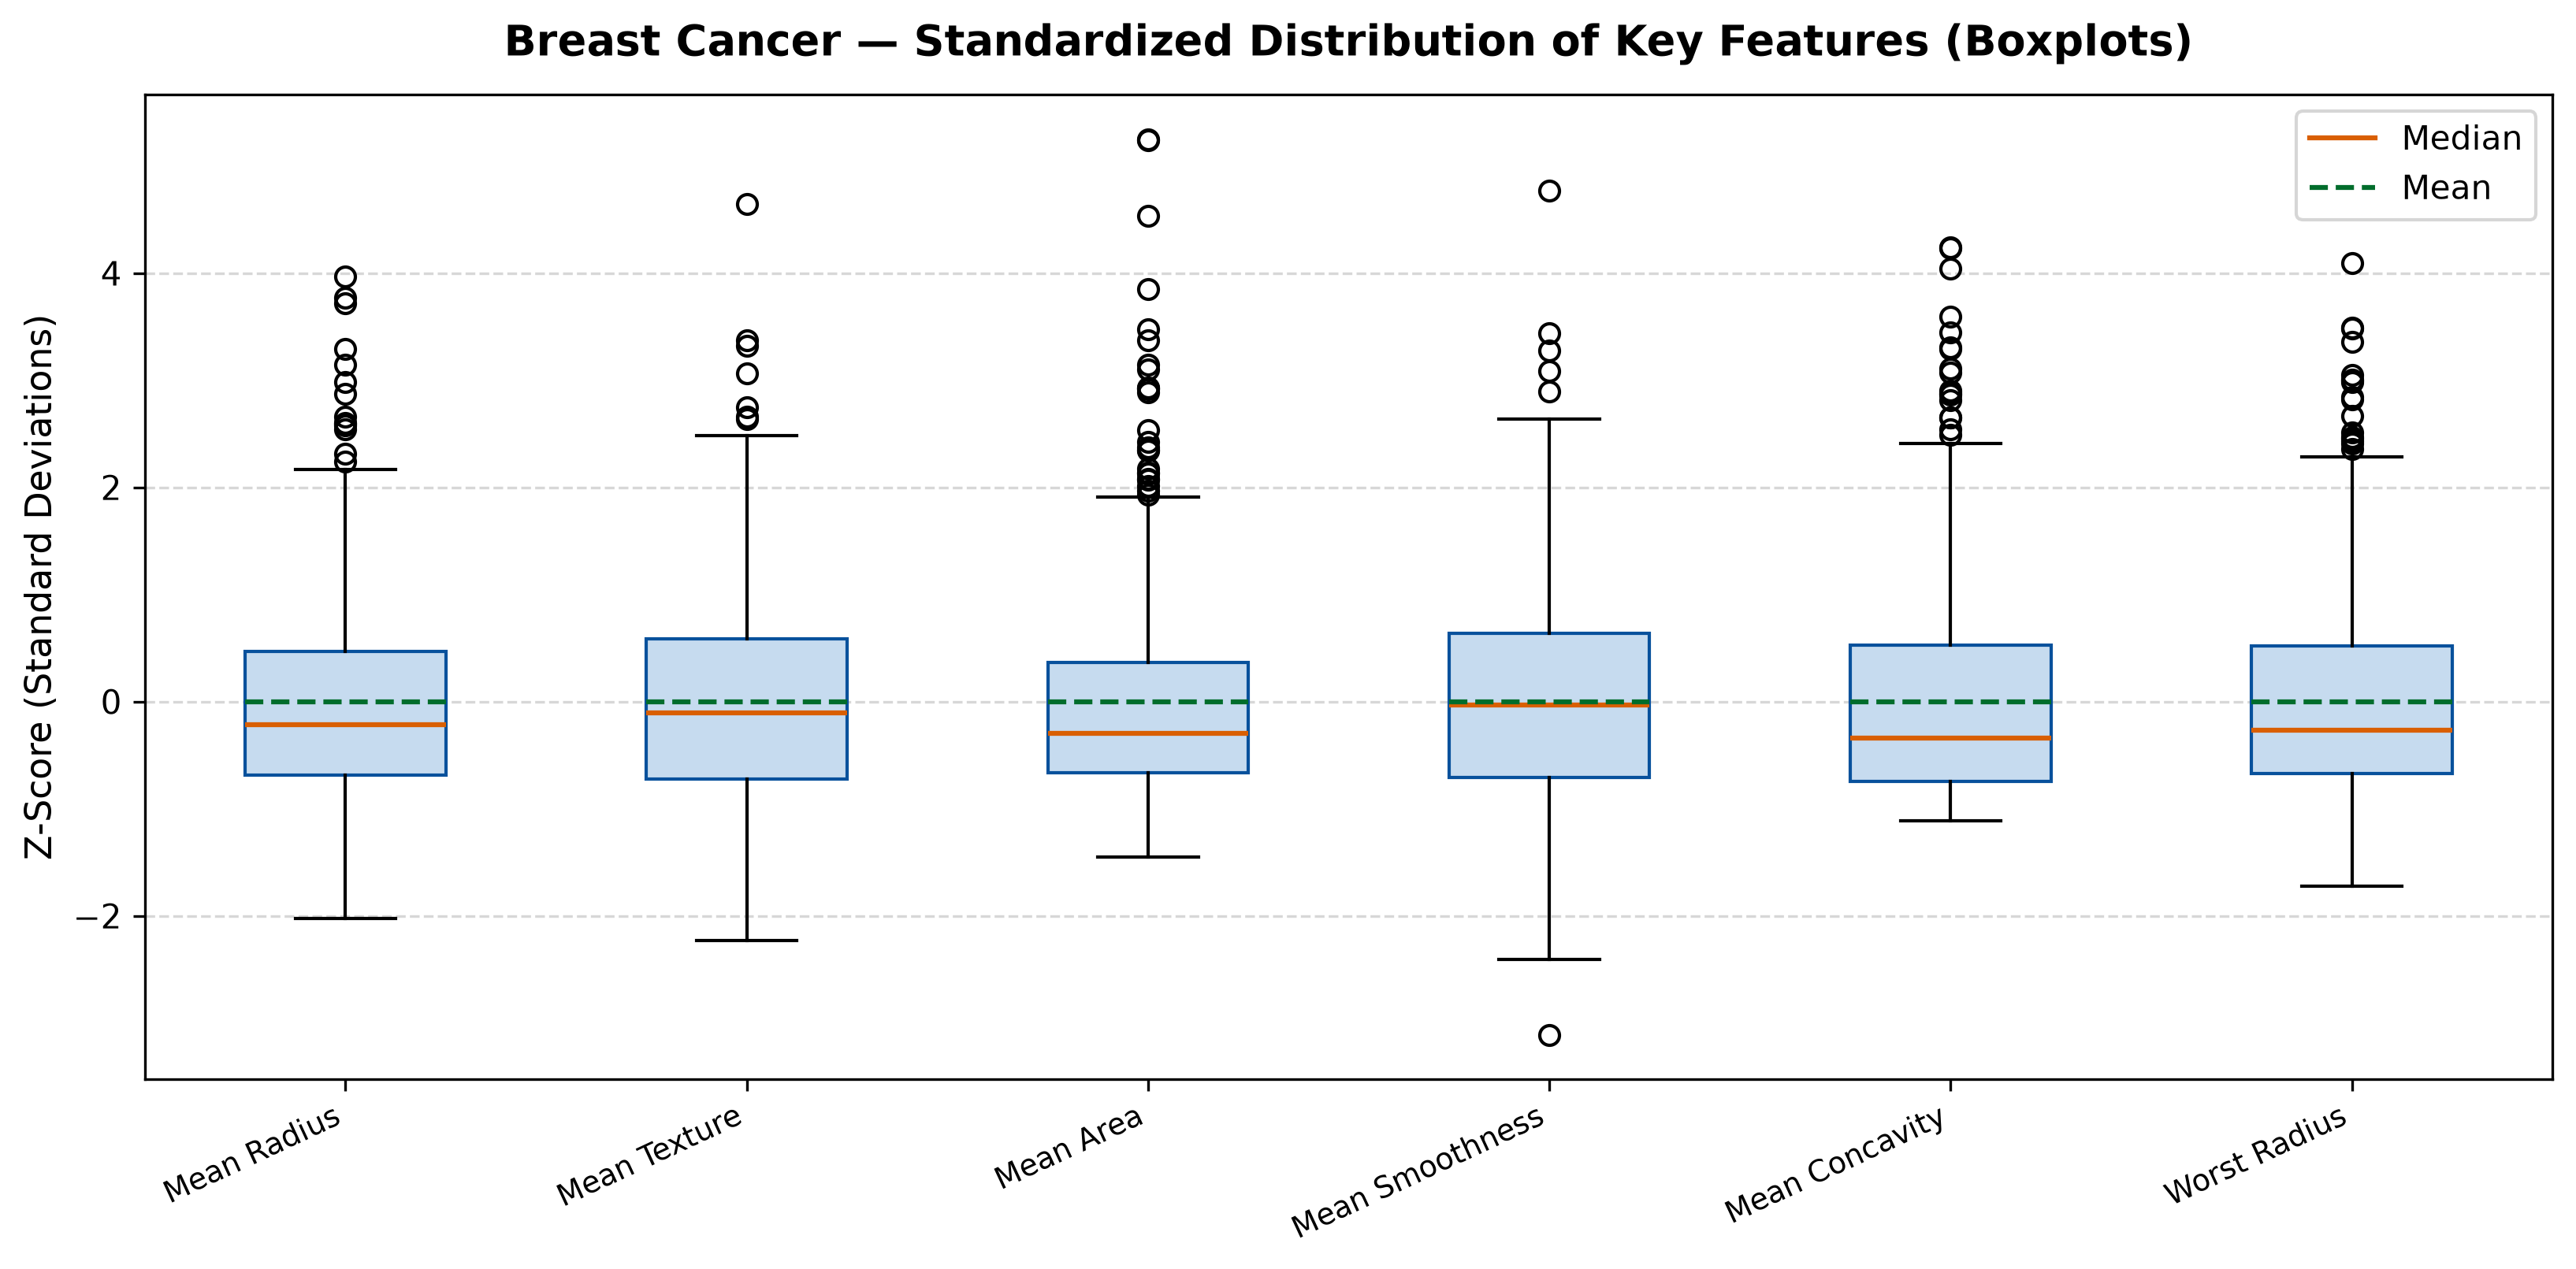 Breast Cancer — Standardized Distribution of Key Features (Boxplots)
Median
Mean
Z-Score (Standard Deviations)
4
2
0
−2
Mean Radius
Mean Texture
Mean Area
Mean Smoothness
Mean Concavity
Worst Radius